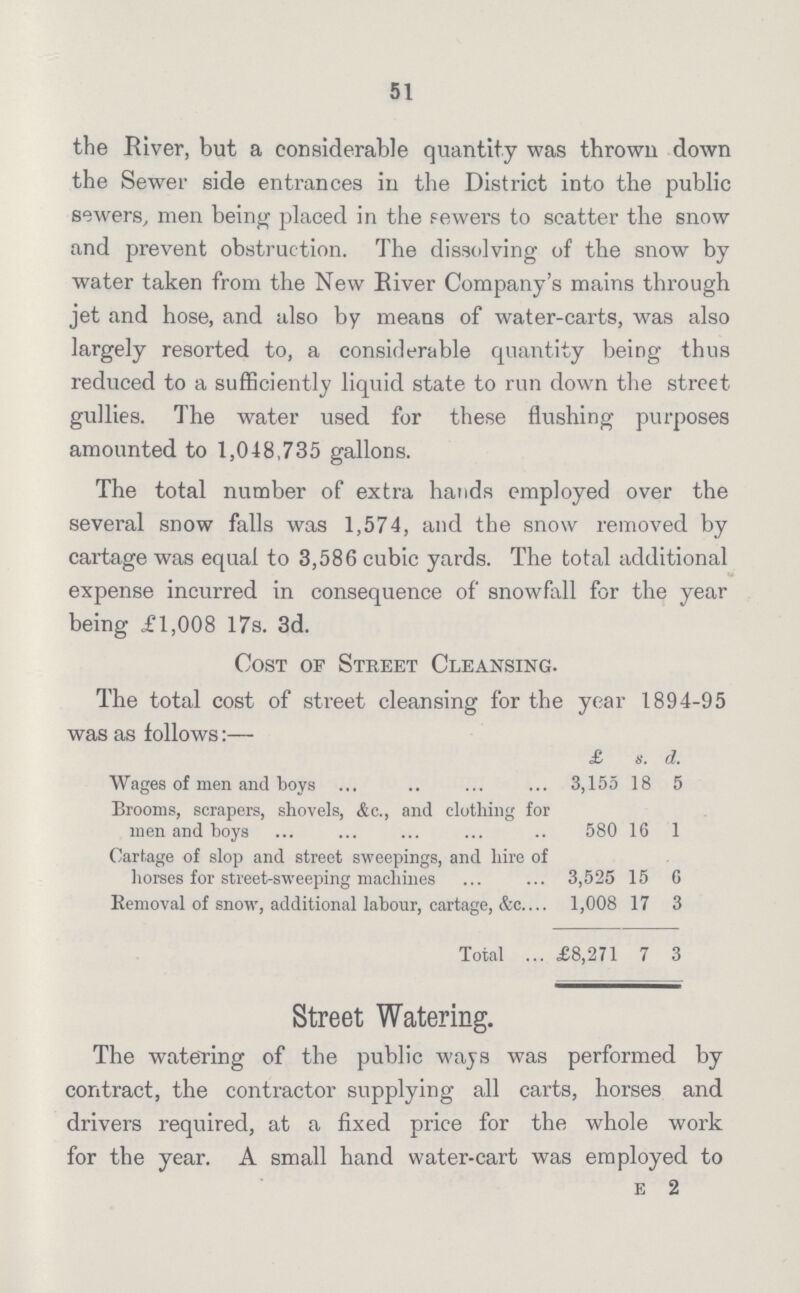 51
the River, but a considerable quantity was thrown down
the Sewer side entrances in the District into the public
sewers, men being placed in the sewers to scatter the snow
and prevent obstruction. The dissolving of the snow by
water taken from the New River Company's mains through
jet and hose, and also by means of water-carts, was also
largely resorted to, a considerable quantity being thus
reduced to a sufficiently liquid state to run down the street
gullies. The water used for these flushing purposes
amounted to 1,048,735 gallons.
The total number of extra hands employed over the
several snow falls was 1,574, and the snow removed by
cartage was equal to 3,586 cubic yards. The total additional
expense incurred in consequence of snowfall for the year
being £1,008 17s. 3d.
Cost of Street Cleansing.
The total cost of street cleansing for the year 1894-95
was as follows:—
£ s. d.
Wages of men and boys ... .. ... ... 3,155 18 5
Brooms, scrapers, shovels, &c., and clothing for
men and boys ... ... ... ... .. 580 16 1
Cartage of slop and street sweepings, and hire of
horses for street-sweeping machines ... ... 3,525 15 6
Removal of snow, additional labour, cartage, &c.... 1,008 17 3
Total ... £8,271 7 3
Street Watering.
The watering of the public ways was performed by
contract, the contractor supplying all carts, horses and
drivers required, at a fixed price for the whole work
for the year. A small hand water-cart was employed to
E 2